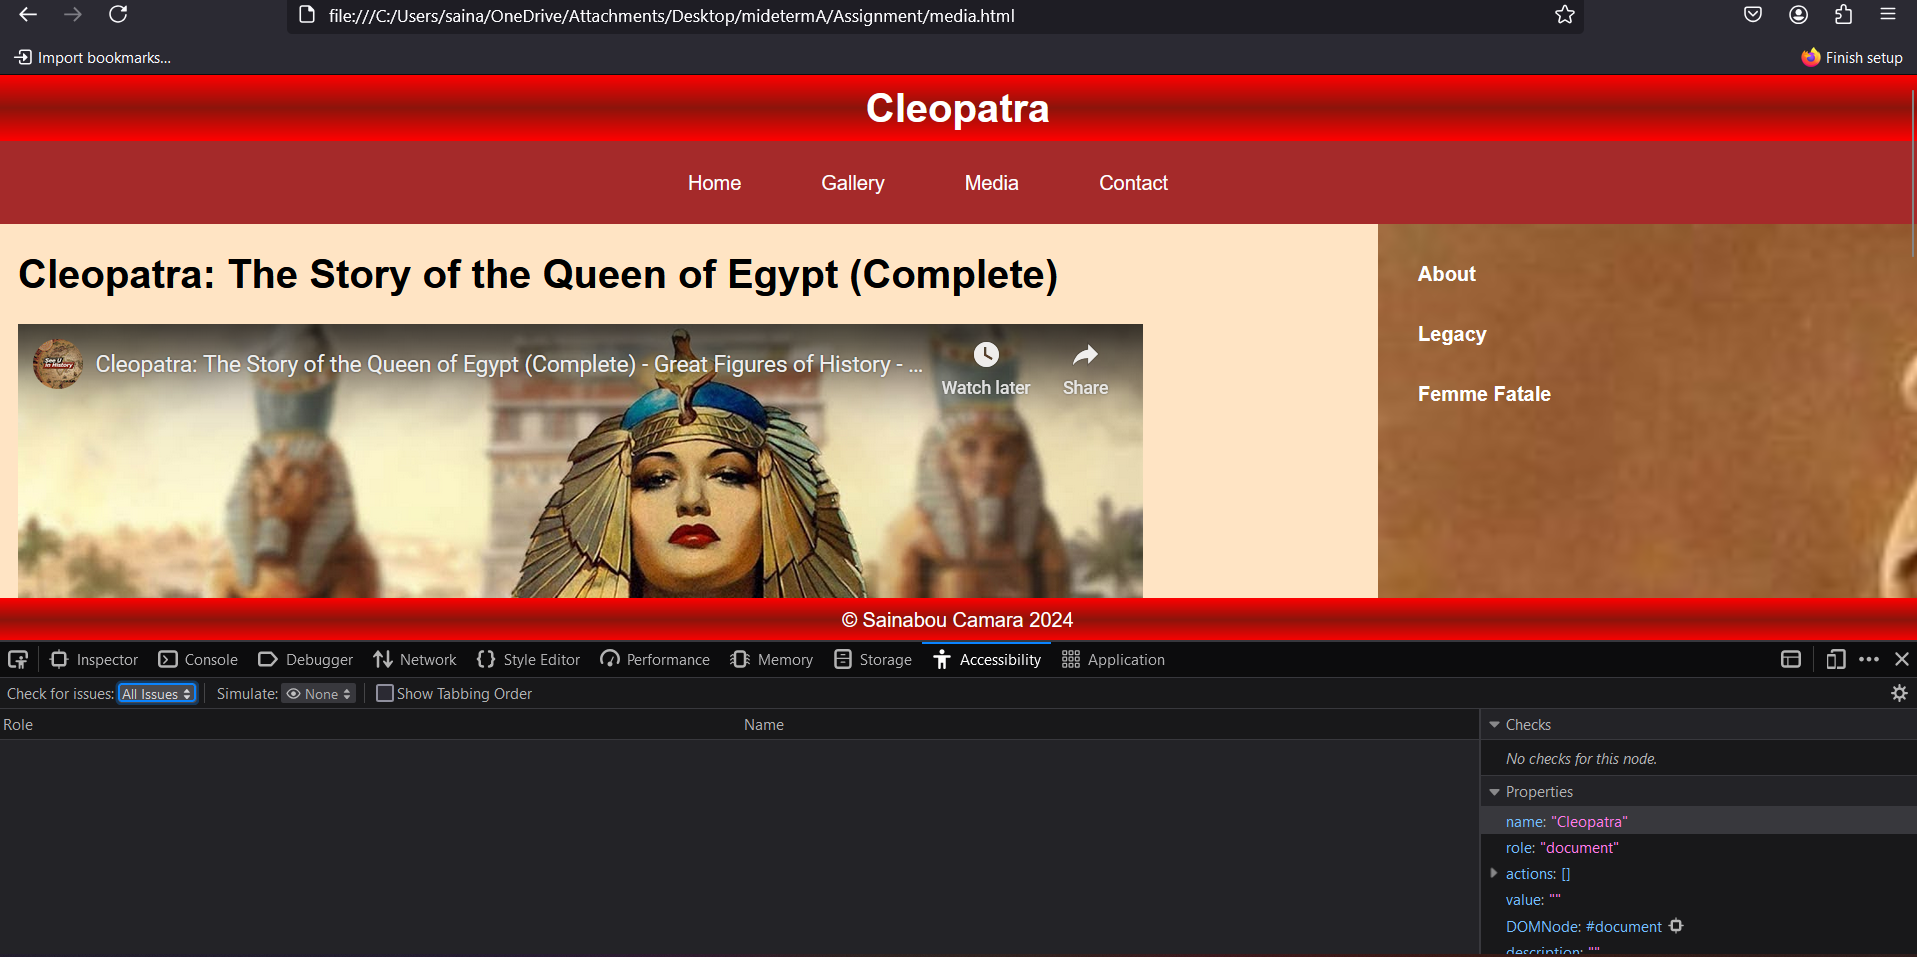 file:///C:/Users/saina/OneDrive/Attachments/Desktop/midetermA/Assignment/media.html
Import bookmarks...
Finish setup
Cleopatra
Home Gallery Media Contact
Cleopatra: The Story of the Queen of Egypt (Complete)
About
Legacy
Femme Fatale
See U
in History
Cleopatra: The Story of the Queen of Egypt (Complete) - Great Figures of History - ...
Watch later
Share
© Sainabou Camara 2024
Inspector Console Debugger Network Style Editor Performance Memory Storage Accessibility Application
Check for issues: All Issues Simulate: None Show Tabbing Order
Role Name
Checks
No checks for this node.
Properties
name: "Cleopatra"
role: "document"
actions: []
value: ""
DOMNode: #document
description: ""